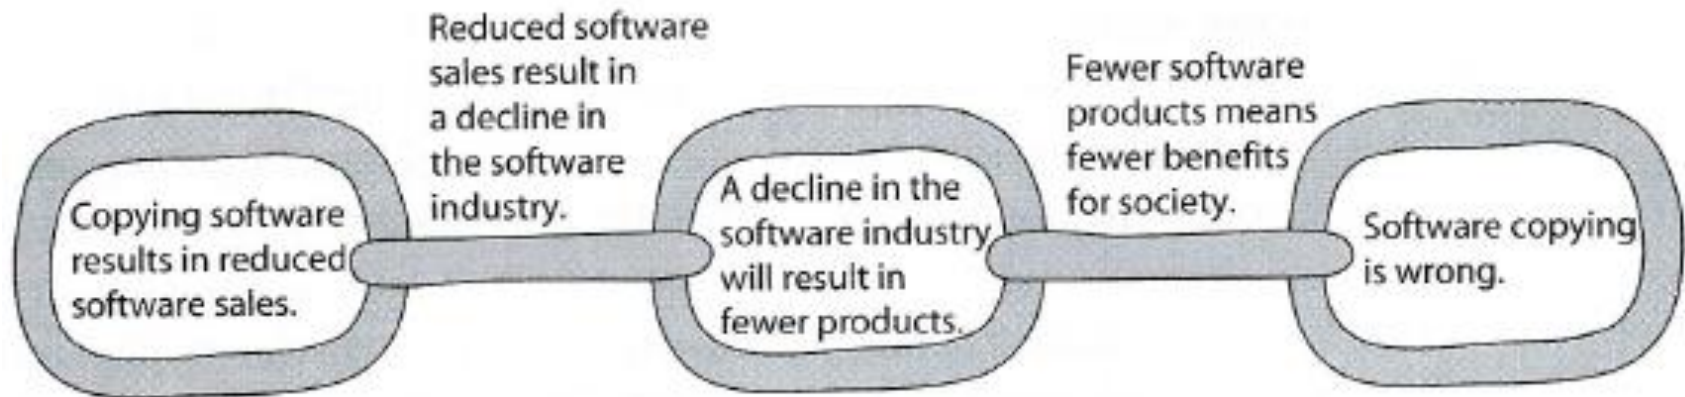 Copying software
results in reduced
software sales.
Reduced software
sales result in
a decline in
the software
industry.
A decline in the
software industry
will result in
fewer products.
Fewer software
products means
fewer benefits
for society.
Software copying
is wrong.